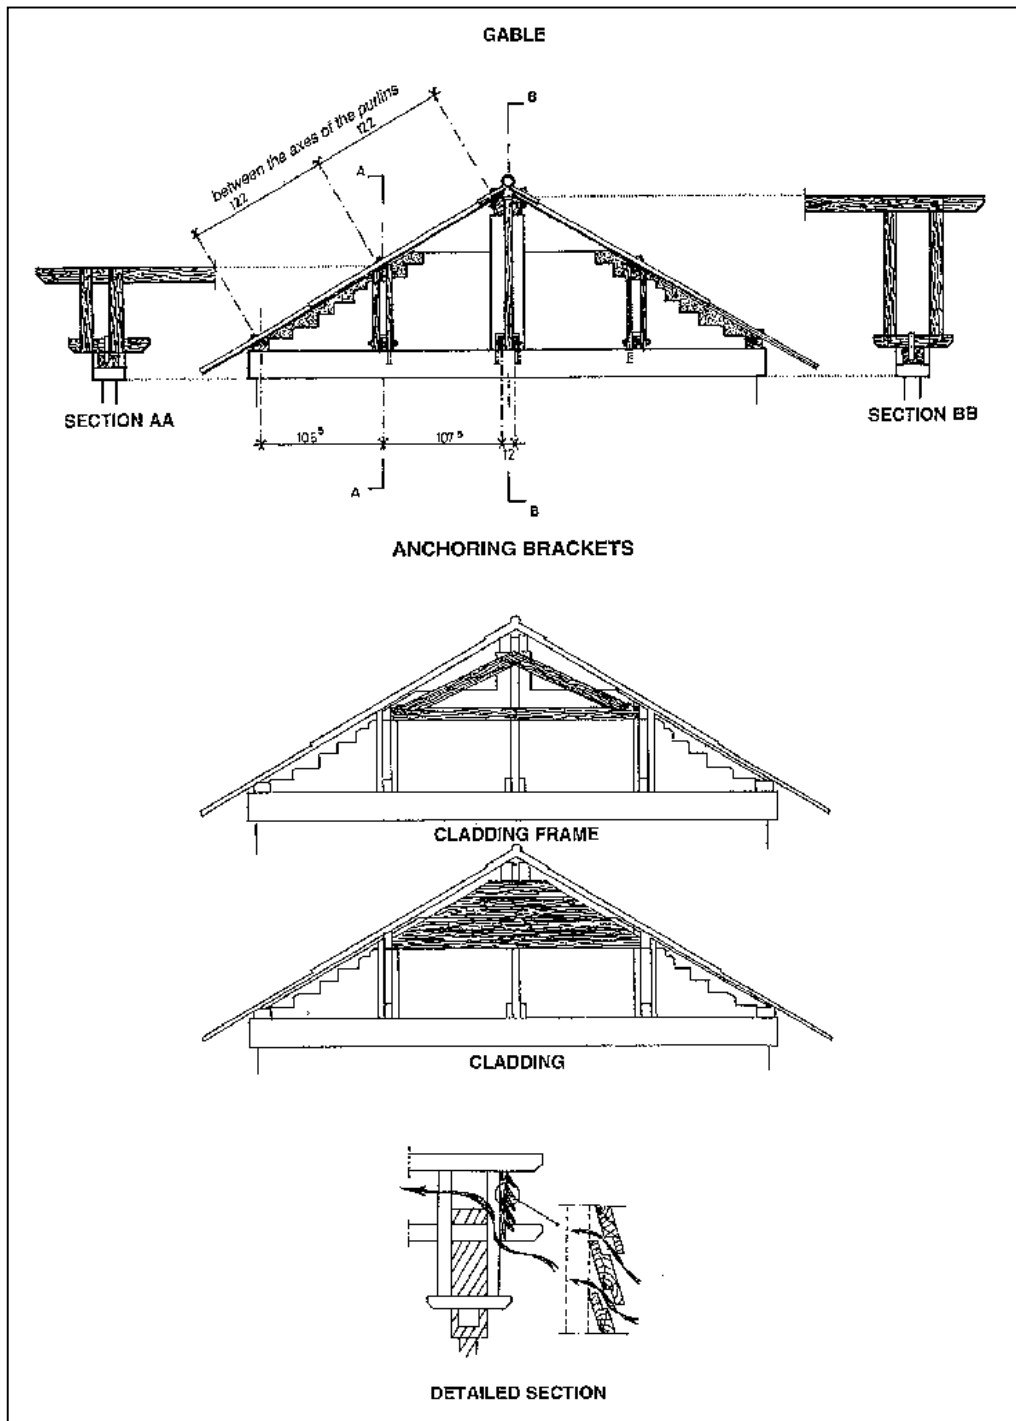 GABLE
B
between the axes of the purlins
122
122
A
SECTION AA
SECTION BB
106⁵
107⁵
12
A
B
ANCHORING BRACKETS
CLADDING FRAME
CLADDING
DETAILED SECTION